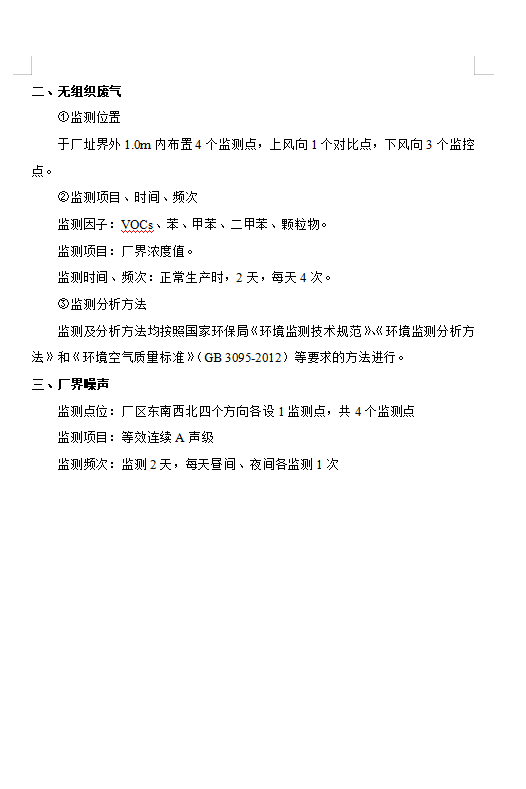 二、无组织废气
①监测位置
于厂址界外 1.0m 内布置 4 个监测点，上风向 1 个对比点，下风向 3 个监控
点。
②监测项目、时间、频次
监测因子：VOCs、苯、甲苯、二甲苯、颗粒物。
监测项目：厂界浓度值。
监测时间、频次：正常生产时，2 天，每天 4 次。
③监测分析方法
监测及分析方法均按照国家环保局《环境监测技术规范》、《环境监测分析方
法》和《环境空气质量标准》（GB 3095-2012）等要求的方法进行。
三、厂界噪声
监测点位：厂区东南西北四个方向各设 1 监测点，共 4 个监测点
监测项目：等效连续 A 声级
监测频次：监测 2 天，每天昼间、夜间各监测 1 次